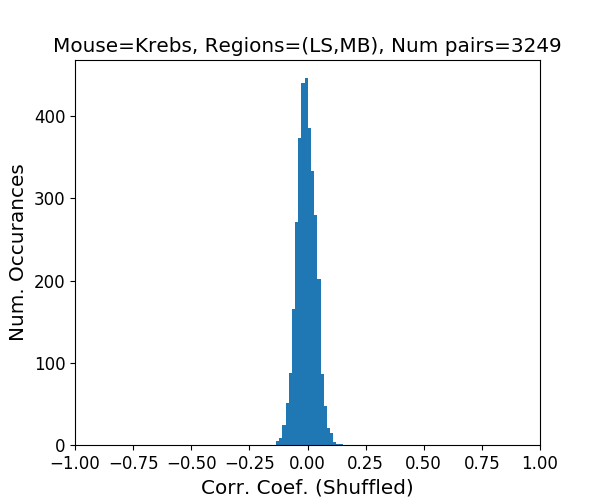 Mouse=Krebs, Regions=(LS,MB), Num pairs=3249
400
300
200
100
0
Num. Occurances
−1.00 −0.75 −0.50 −0.25 0.00 0.25 0.50 0.75 1.00
Corr. Coef. (Shuffled)